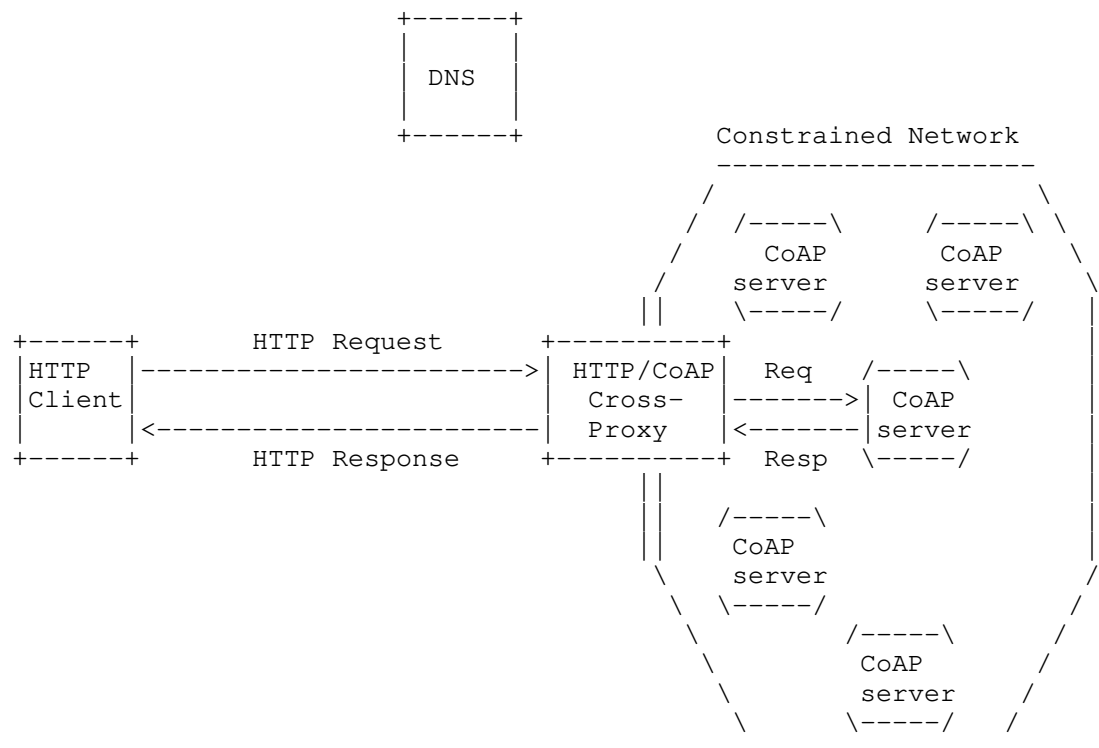 DNS
Constrained Network
CoAP CoAP
server server
HTTP Request
HTTP HTTP/CoAP Req
Client Cross- CoAP
Proxy server
HTTP Response Resp
CoAP
server
CoAP
server